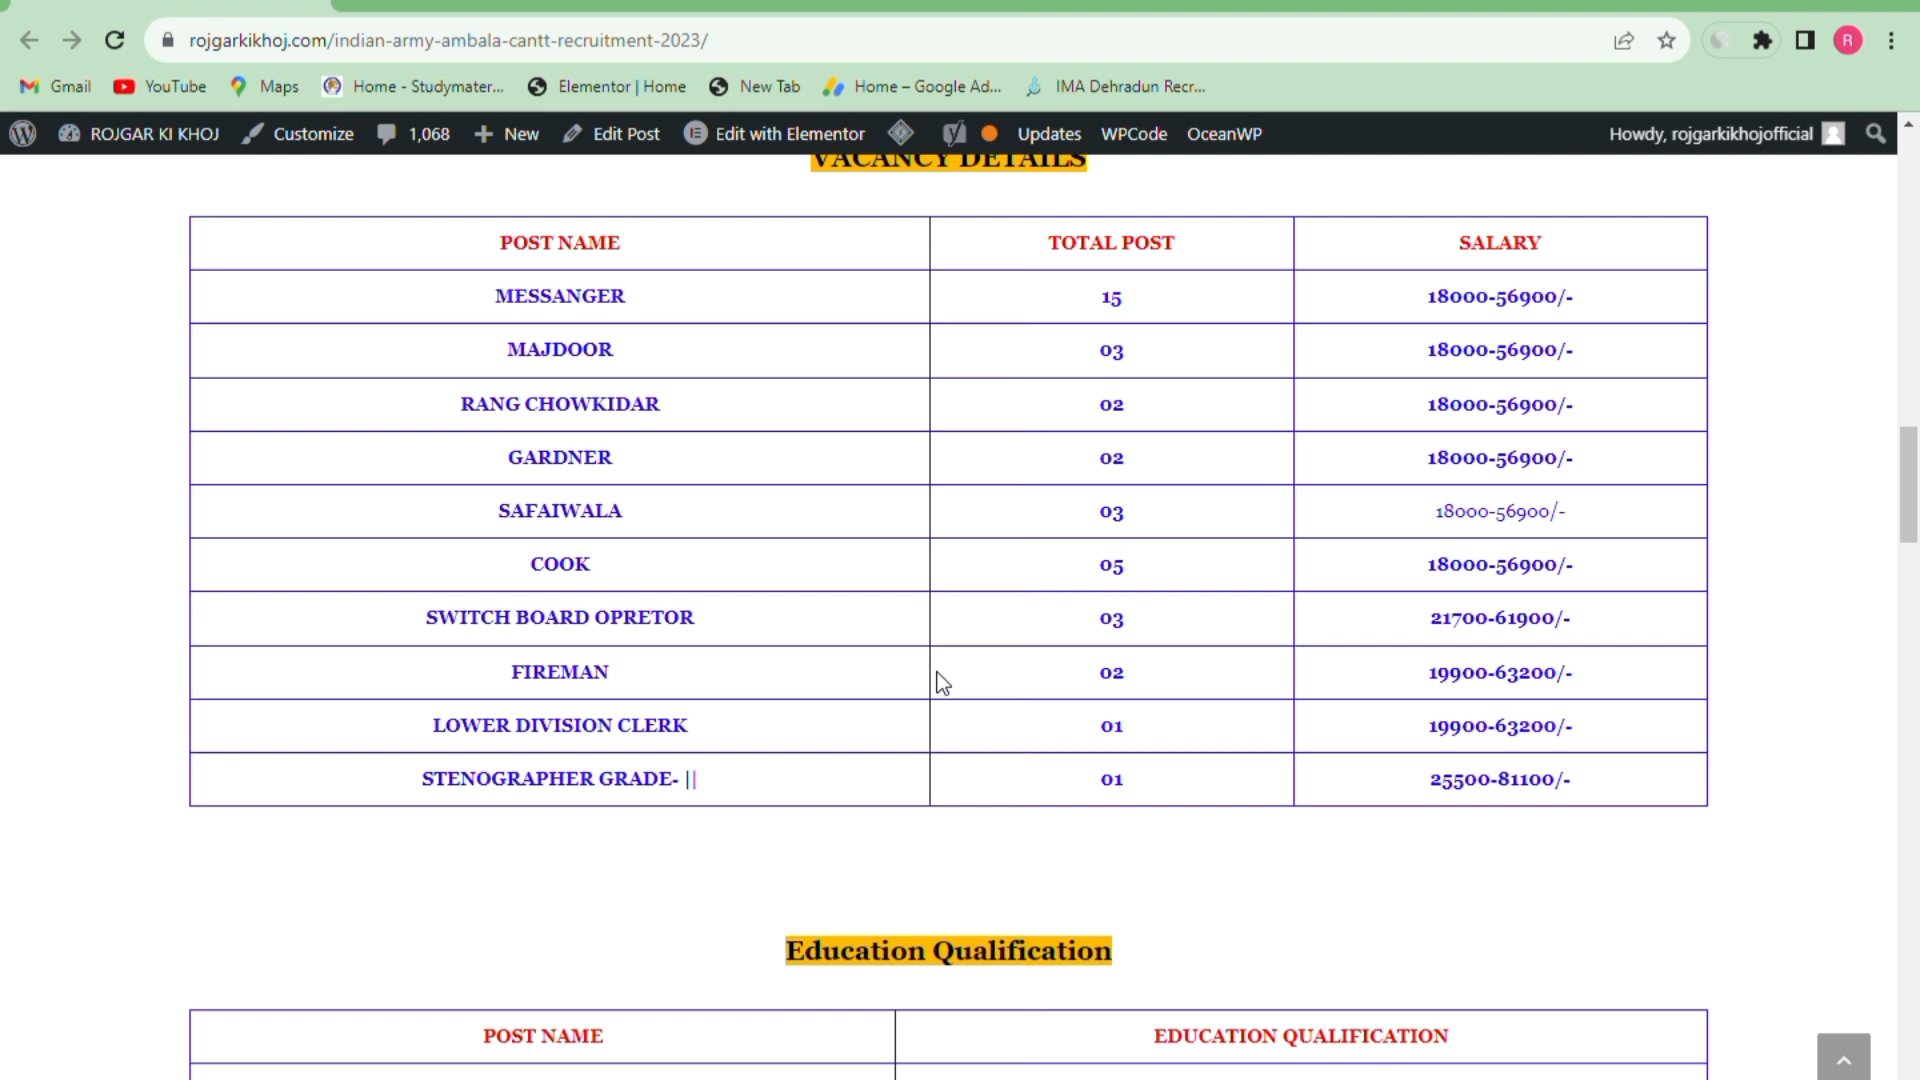 rojgarkikhoj.com/indian-army-ambala-cantt-recruitment-2023/
R
Gmail YouTube Maps Home - Studymater... Elementor | Home New Tab Home – Google Ad... IMA Dehradun Recr...
ROJGAR KI KHOJ Customize 1,068 New Edit Post Edit with Elementor Updates WPCode OceanWP Howdy, rojgarkikhojofficial
VACANCY DETAILS
POST NAME TOTAL POST SALARY
MESSANGER 15 18000-56900/-
MAJDOOR 03 18000-56900/-
RANG CHOWKIDAR 02 18000-56900/-
GARDNER 02 18000-56900/-
SAFAIWALA 03 18000-56900/-
COOK 05 18000-56900/-
SWITCH BOARD OPRETOR 03 21700-61900/-
FIREMAN 02 19900-63200/-
LOWER DIVISION CLERK 01 19900-63200/-
STENOGRAPHER GRADE- || 01 25500-81100/-
Education Qualification
POST NAME EDUCATION QUALIFICATION